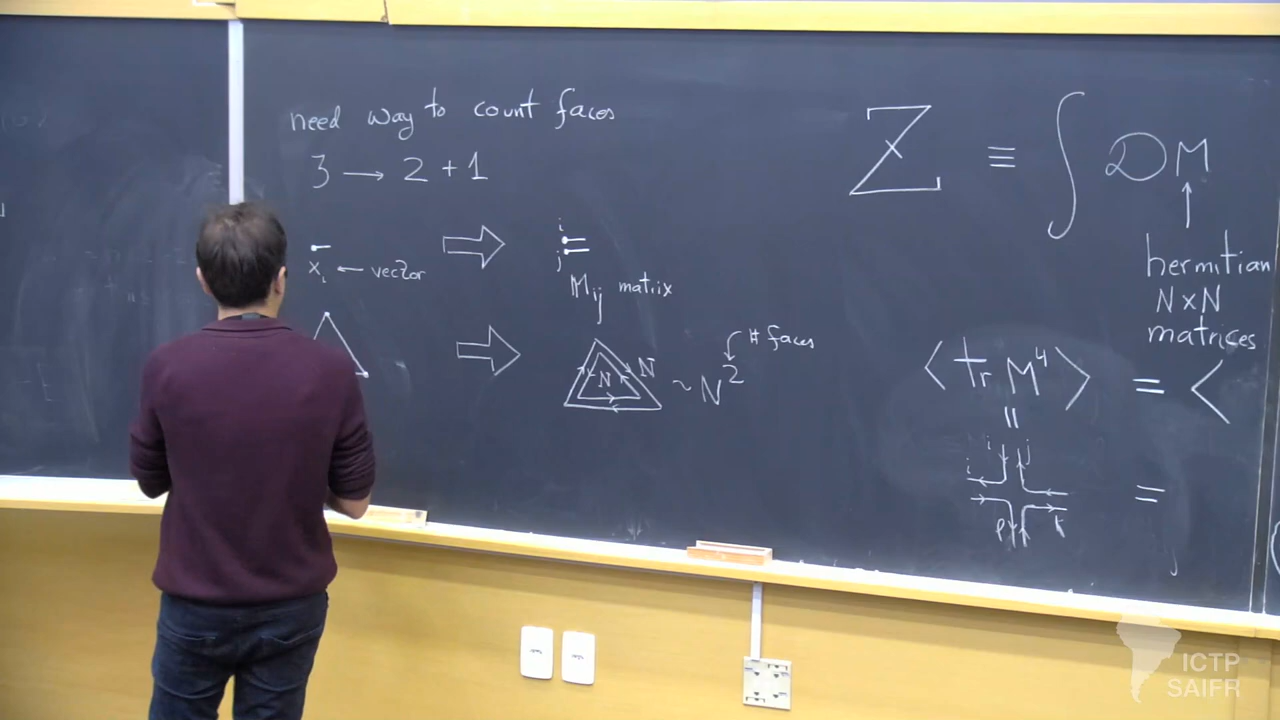 need way to count faces
3 → 2 + 1
x_i ← vector
i
j
M_ij matrix
N
N
~ N^2
# faces
Z ≡ ∫ DM
hermitian
N x N
matrices
⟨tr M^4⟩ = ⟨
=
i j
i
l k
ICTP
SAIFR